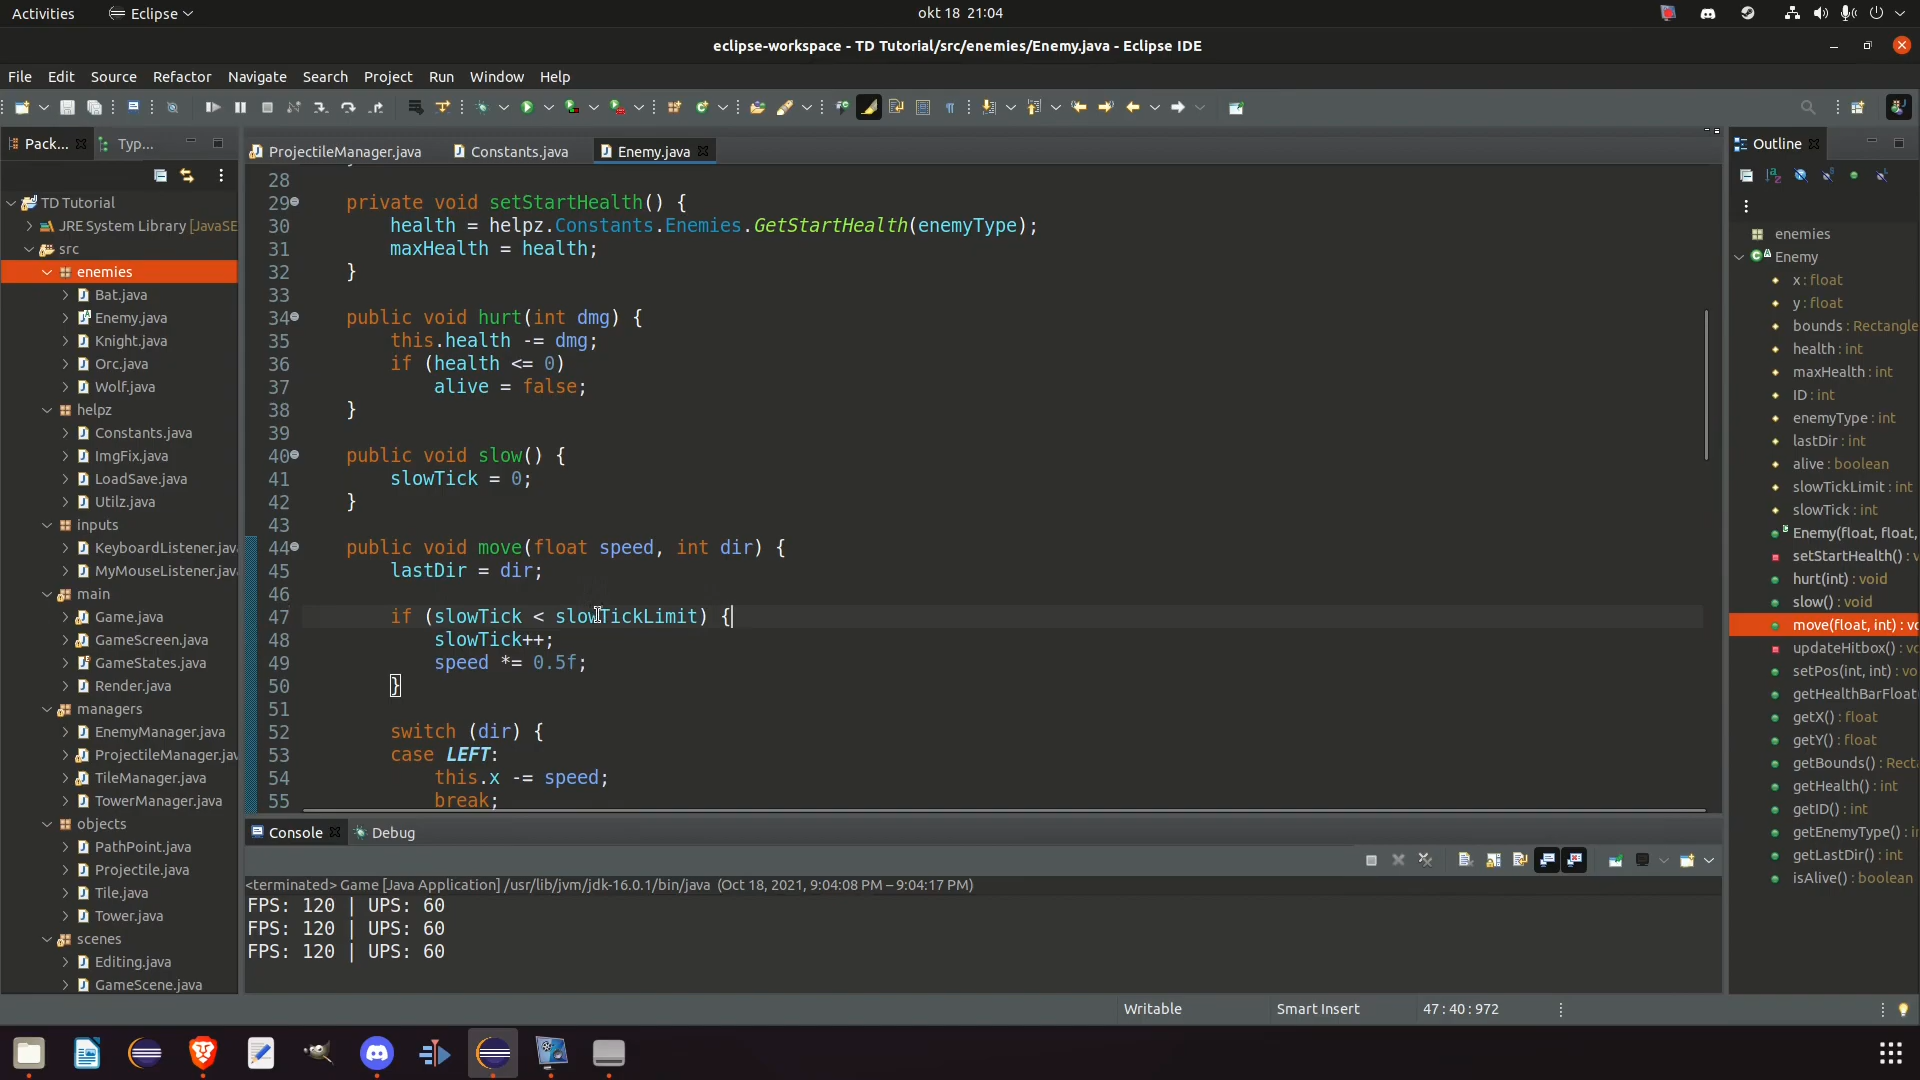 Activities
Eclipse
okt 18 21:04
eclipse-workspace - TD Tutorial/src/enemies/Enemy.java - Eclipse IDE
File Edit Source Refactor Navigate Search Project Run Window Help
Pack...
Typ...
ProjectileManager.java
Constants.java
Enemy.java
Outline
TD Tutorial
JRE System Library [JavaSE
src
enemies
Bat.java
Enemy.java
Knight.java
Orc.java
Wolf.java
helpz
Constants.java
ImgFix.java
LoadSave.java
Utilz.java
inputs
KeyboardListener.java
MyMouseListener.java
main
Game.java
GameScreen.java
GameStates.java
Render.java
managers
EnemyManager.java
ProjectileManager.jav
TileManager.java
TowerManager.java
objects
PathPoint.java
Projectile.java
Tile.java
Tower.java
scenes
Editing.java
GameScene.java
28
29 private void setStartHealth() {
30 health = helpz.Constants.Enemies.GetStartHealth(enemyType);
31 maxHealth = health;
32 }
33
34 public void hurt(int dmg) {
35 this.health -= dmg;
36 if (health <= 0)
37 alive = false;
38 }
39
40 public void slow() {
41 slowTick = 0;
42 }
43
44 public void move(float speed, int dir) {
45 lastDir = dir;
46
47 if (slowTick < slowTickLimit) {
48 slowTick++;
49 speed *= 0.5f;
50 }
51
52 switch (dir) {
53 case LEFT:
54 this.x -= speed;
55 break;
enemies
Enemy
x : float
y : float
bounds : Rectangle
health : int
maxHealth : int
ID : int
enemyType : int
lastDir : int
alive : boolean
slowTickLimit : int
slowTick : int
Enemy(float, float,
setStartHealth() : v
hurt(int) : void
slow() : void
move(float, int) : vo
updateHitbox() : vo
setPos(int, int) : vo
getHealthBarFloat
getX() : float
getY() : float
getBounds() : Recta
getHealth() : int
getID() : int
getEnemyType() : i
getLastDir() : int
isAlive() : boolean
Console
Debug
<terminated> Game [Java Application] /usr/lib/jvm/jdk-16.0.1/bin/java (Oct 18, 2021, 9:04:08 PM – 9:04:17 PM)
FPS: 120 | UPS: 60
FPS: 120 | UPS: 60
FPS: 120 | UPS: 60
Writable
Smart Insert
47 : 40 : 972